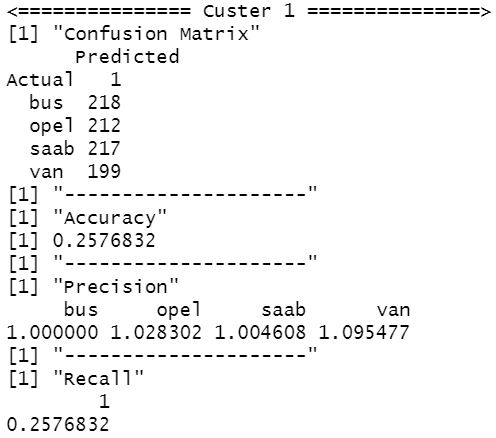 <=============== Custer 1 ===============>
[1] "Confusion Matrix"
      Predicted
Actual   1
  bus  218
  opel 212
  saab 217
  van  199
[1] "---------------------"
[1] "Accuracy"
[1] 0.2576832
[1] "---------------------"
[1] "Precision"
     bus     opel     saab      van
1.000000 1.028302 1.004608 1.095477
[1] "---------------------"
[1] "Recall"
        1
0.2576832